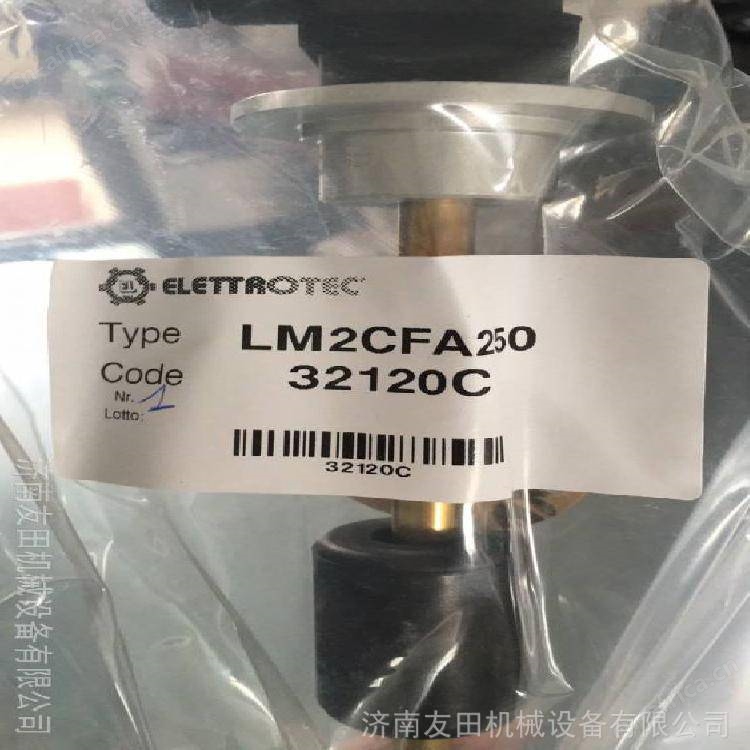 ELETTROTEC
Type LM2CFA250
Code 32120C
Nr. 1
Lotto:
32120C
济南友田机械设备有限公司
济南友田机械设备有限公司